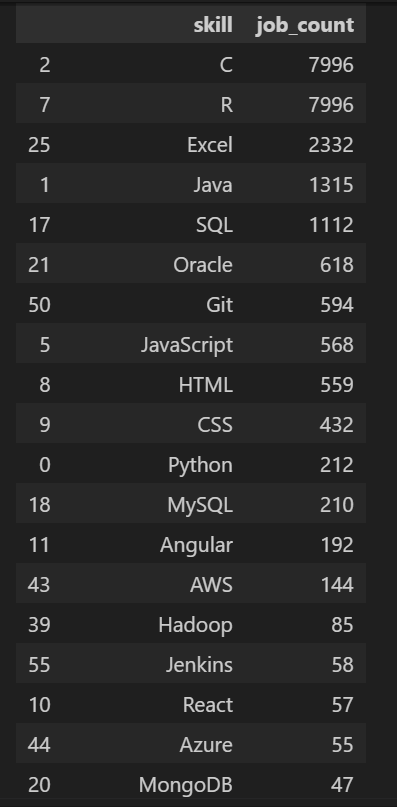 skill job_count
2 C 7996
7 R 7996
25 Excel 2332
1 Java 1315
17 SQL 1112
21 Oracle 618
50 Git 594
5 JavaScript 568
8 HTML 559
9 CSS 432
0 Python 212
18 MySQL 210
11 Angular 192
43 AWS 144
39 Hadoop 85
55 Jenkins 58
10 React 57
44 Azure 55
20 MongoDB 47